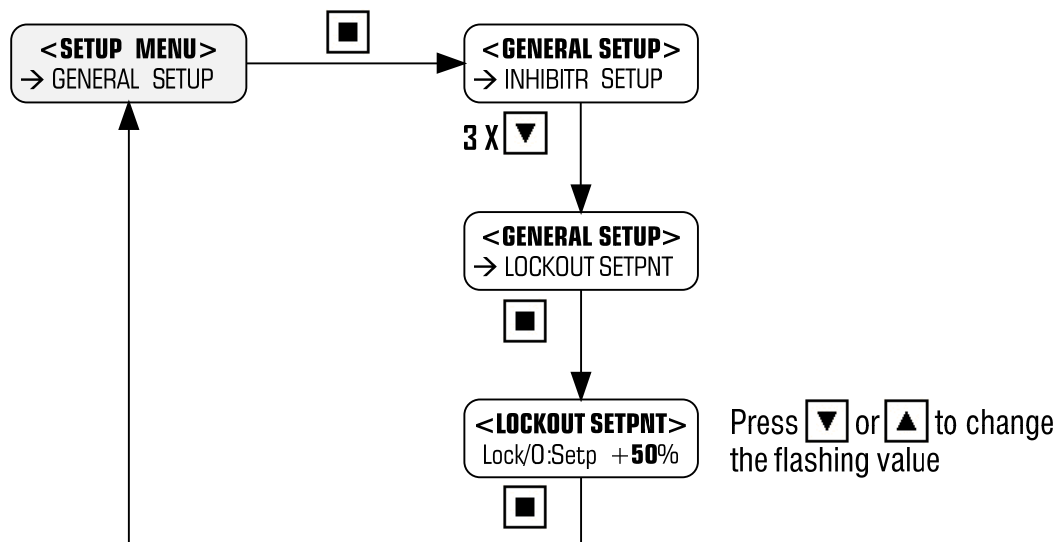 <SETUP MENU>
→ GENERAL SETUP
<GENERAL SETUP>
→ INHIBITR SETUP
3 X ▼
<GENERAL SETUP>
→ LOCKOUT SETPNT
<LOCKOUT SETPNT>
Lock/O:Setp +50%
Press ▼ or ▲ to change
the flashing value